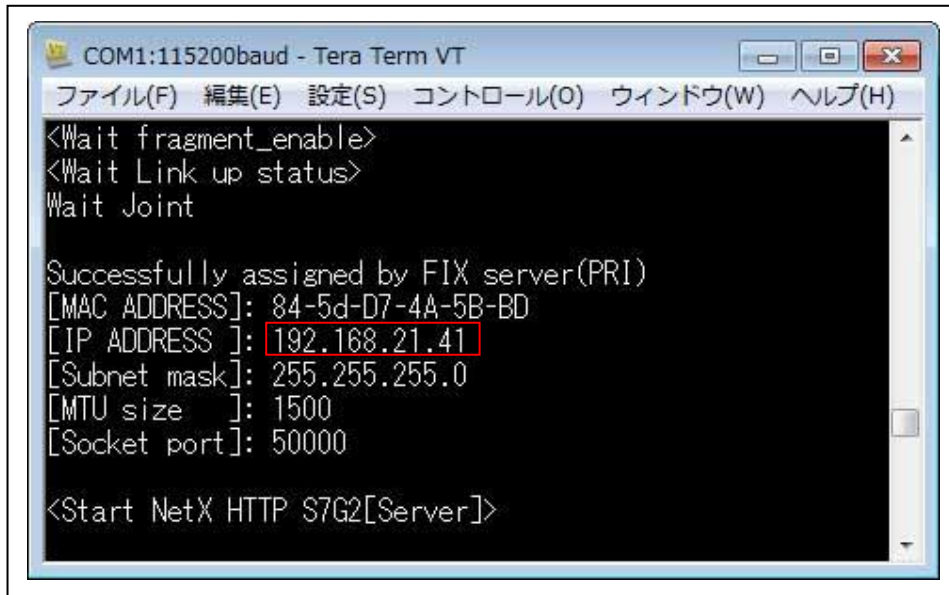 COM1:115200baud - Tera Term VT
ファイル(F) 編集(E) 設定(S) コントロール(O) ウィンドウ(W) ヘルプ(H)
<Wait fragment_enable>
<Wait Link up status>
Wait Joint
Successfully assigned by FIX server(PRI)
[MAC ADDRESS]: 84-5d-D7-4A-5B-BD
[IP ADDRESS ]: 192.168.21.41
[Subnet mask]: 255.255.255.0
[MTU size   ]: 1500
[Socket port]: 50000
<Start NetX HTTP S7G2[Server]>